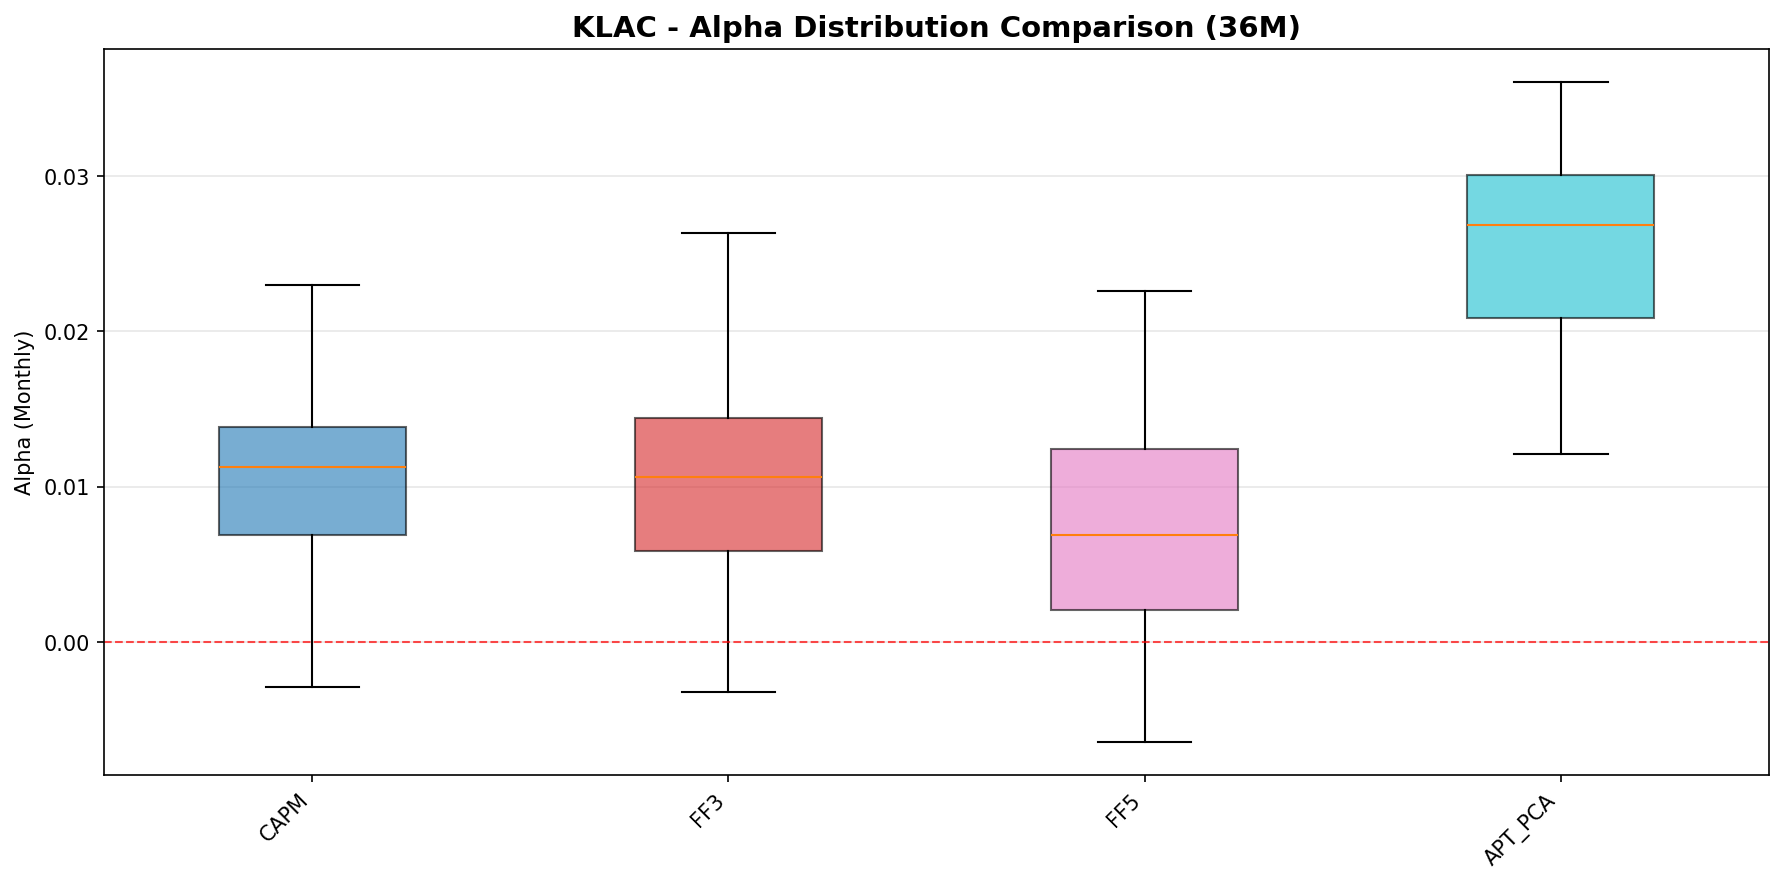 KLAC - Alpha Distribution Comparison (36M)
Alpha (Monthly)
0.03
0.02
0.01
0.00
CAPM
FF3
FF5
APT_PCA